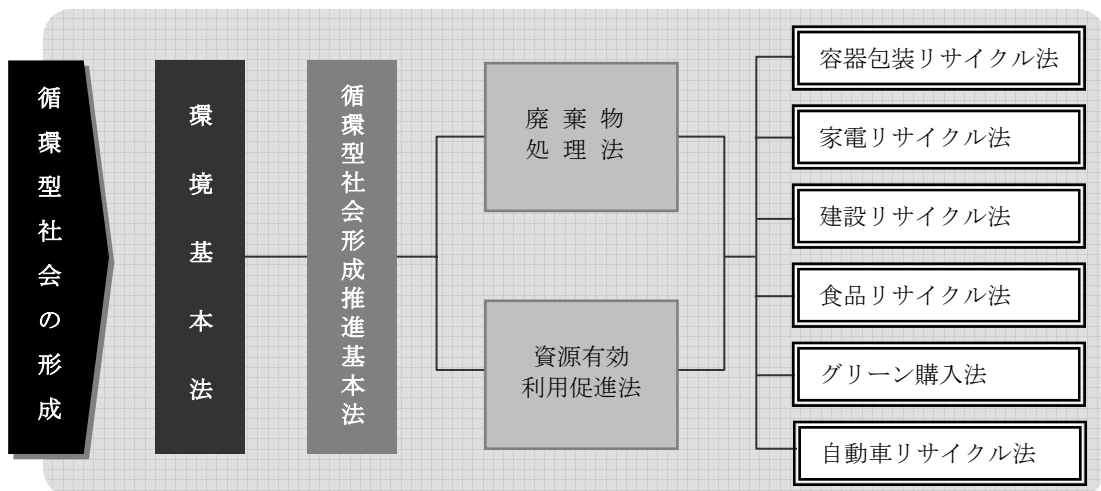 循環型社会の形成
環境基本法
循環型社会形成推進基本法
廃棄物
処理法
資源有効
利用促進法
容器包装リサイクル法
家電リサイクル法
建設リサイクル法
食品リサイクル法
グリーン購入法
自動車リサイクル法